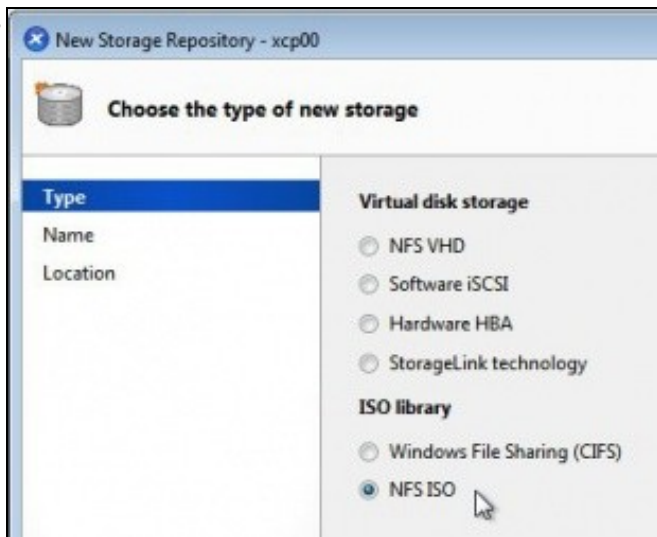 New Storage Repository - xcp00
Choose the type of new storage
Type
Name
Location
Virtual disk storage
NFS VHD
Software iSCSI
Hardware HBA
StorageLink technology
ISO library
Windows File Sharing (CIFS)
NFS ISO